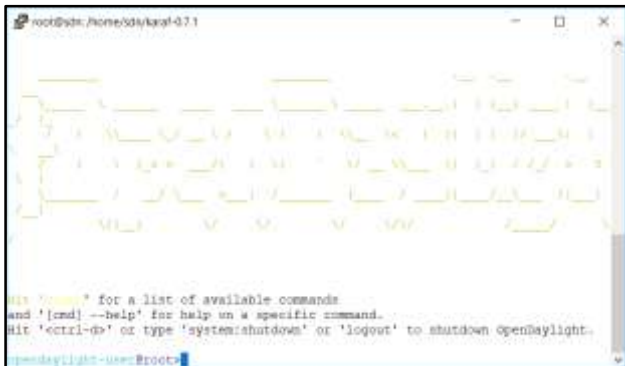 root@sdn: /home/sdn/karaf-0.7.1
Hit '<tab>' for a list of available commands
and '[cmd] --help' for help on a specific command.
Hit '<ctrl-d>' or type 'system:shutdown' or 'logout' to shutdown OpenDaylight.
opendaylight-user@root>